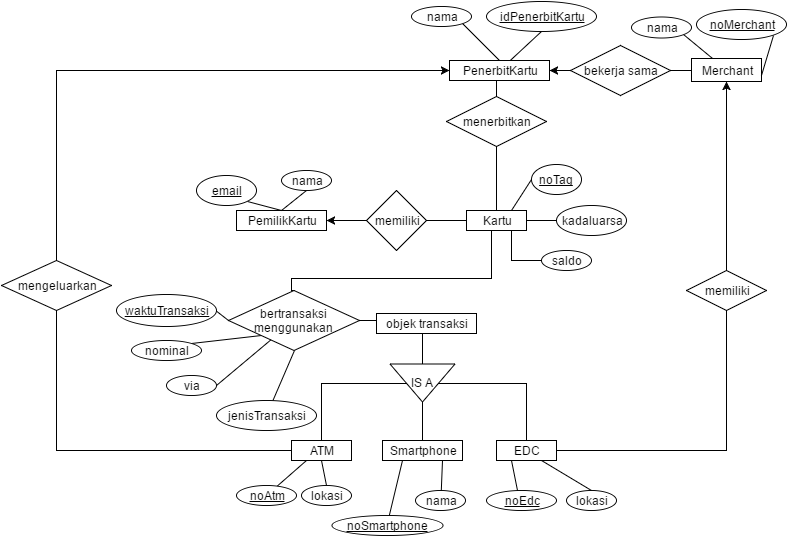 nama
idPenerbitKartu
nama
noMerchant
PenerbitKartu
bekerja sama
Merchant
menerbitkan
email
nama
noTag
PemilikKartu
memiliki
Kartu
kadaluarsa
saldo
mengeluarkan
memiliki
waktuTransaksi
bertransaksi
menggunakan
objek transaksi
nominal
via
IS A
jenisTransaksi
ATM
Smartphone
EDC
noAtm
lokasi
nama
noEdc
lokasi
noSmartphone